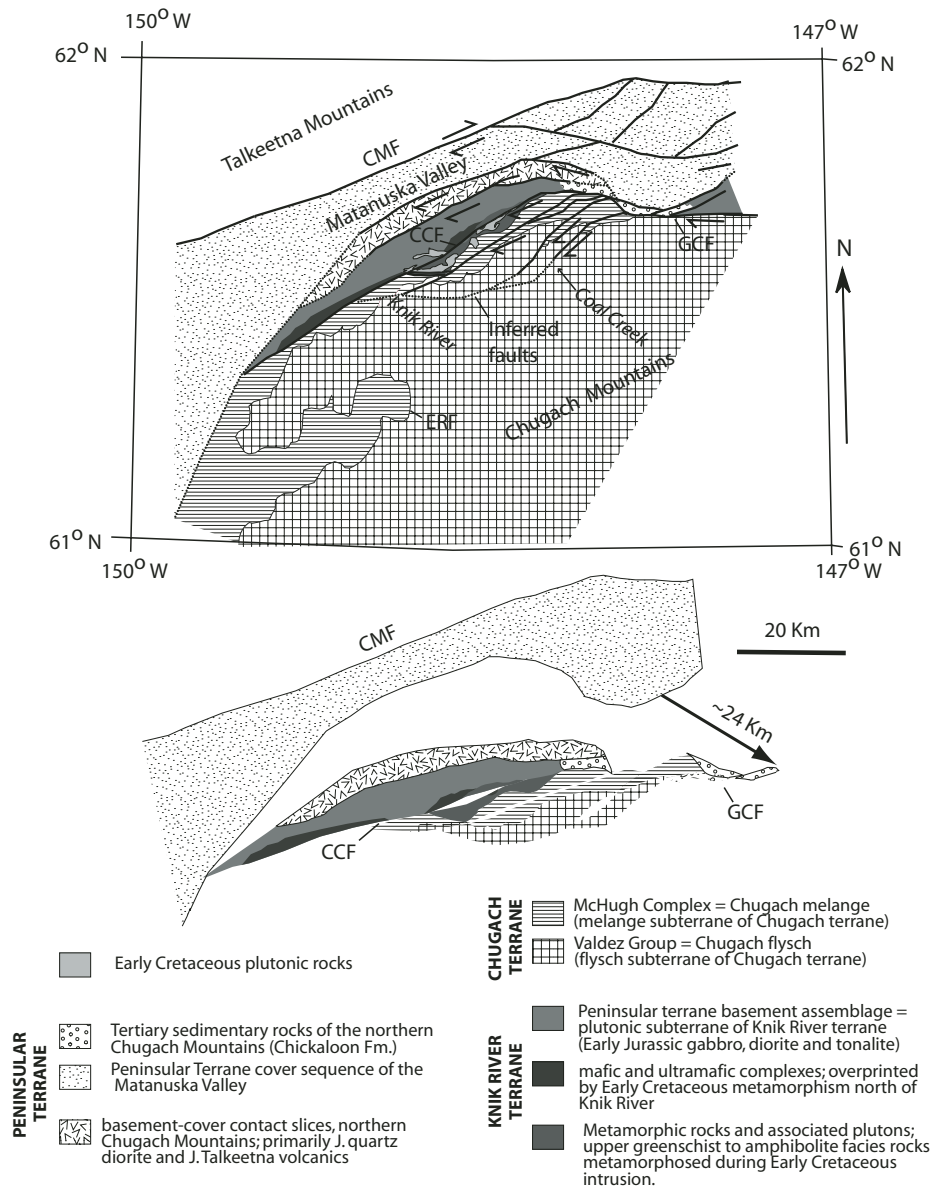 150° W
147° W
62° N
62° N
Talkeetna Mountains
CMF
Matanuska Valley
CCF
GCF
N
Knik River
Inferred
faults
Coal Creek
Chugach Mountains
ERF
61° N
61° N
150° W
147° W
CMF
20 Km
~24 Km
GCF
CCF
CHUGACH
TERRANE
McHugh Complex = Chugach melange
(melange subterrane of Chugach terrane)
Valdez Group = Chugach flysch
(flysch subterrane of Chugach terrane)
Early Cretaceous plutonic rocks
PENINSULAR
TERRANE
Tertiary sedimentary rocks of the northern
Chugach Mountains (Chickaloon Fm.)
Peninsular Terrane cover sequence of the
Matanuska Valley
basement-cover contact slices, northern
Chugach Mountains; primarily J. quartz
diorite and J. Talkeetna volcanics
KNIK RIVER
TERRANE
Peninsular terrane basement assemblage =
plutonic subterrane of Knik River terrane
(Early Jurassic gabbro, diorite and tonalite)
mafic and ultramafic complexes; overprinted
by Early Cretaceous metamorphism north of
Knik River
Metamorphic rocks and associated plutons;
upper greenschist to amphibolite facies rocks
metamorphosed during Early Cretaceous
intrusion.